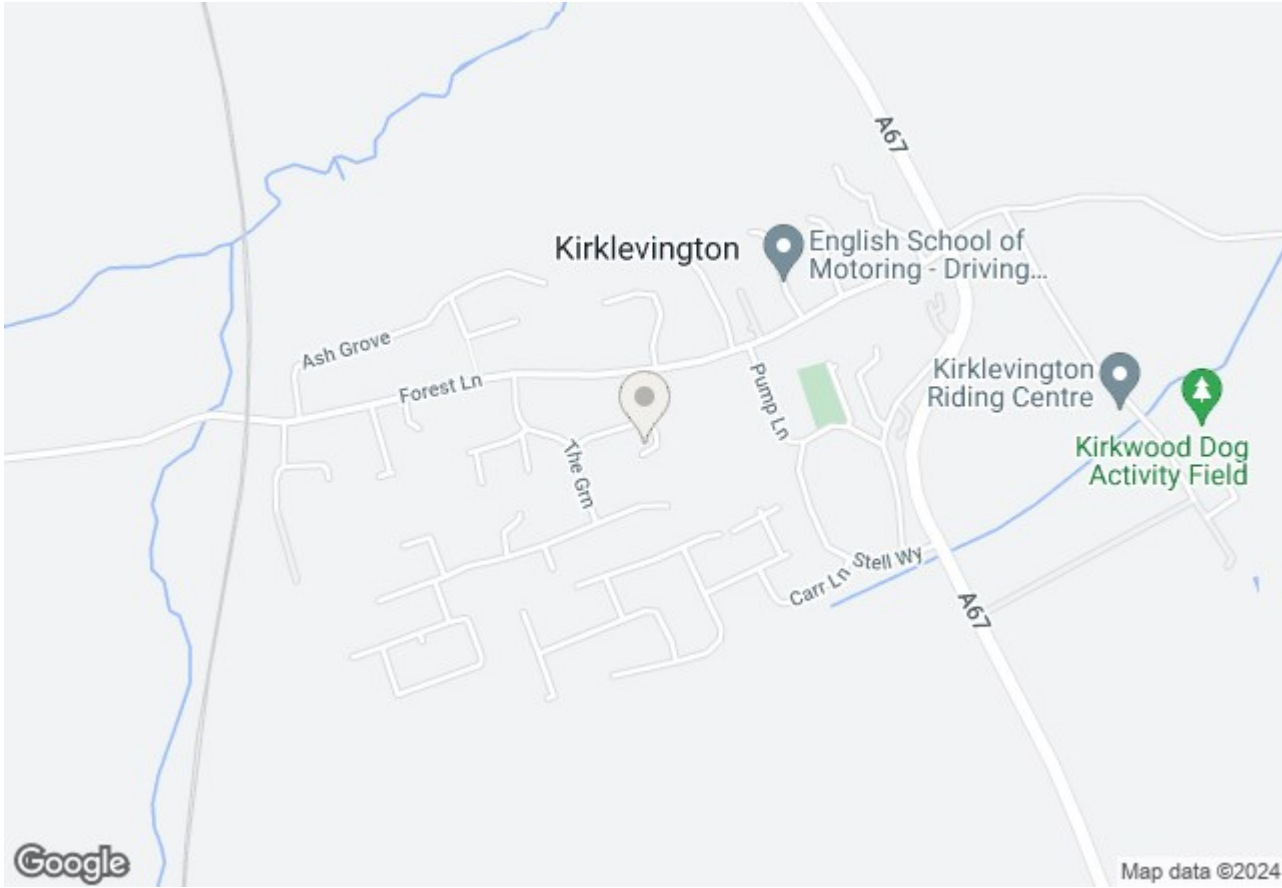 A67
Kirklevington
English School of
Motoring - Driving...
Ash Grove
Forest Ln
Pump Ln
Kirklevington
Riding Centre
Kirkwood Dog
Activity Field
The Grn
Stell Wy
Carr Ln
A67
Google
Map data ©2024